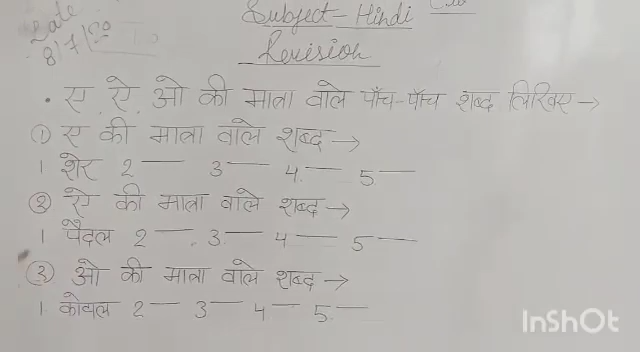 Date
8/7/20
Subject - Hindi
Revision
• ए, ऐ, ओ की मात्रा वाले पाँच-पाँच शब्द लिखिए →
① ए की मात्रा वाले शब्द →
1 शेर 2 — 3 — 4. — 5. —
② ऐ की मात्रा वाले शब्द →
1 पैदल 2 — . 3. — 4 — 5 —
③ ओ की मात्रा वाले शब्द →
1. कोयल 2 — 3 — 4 — 5. —
InShOt